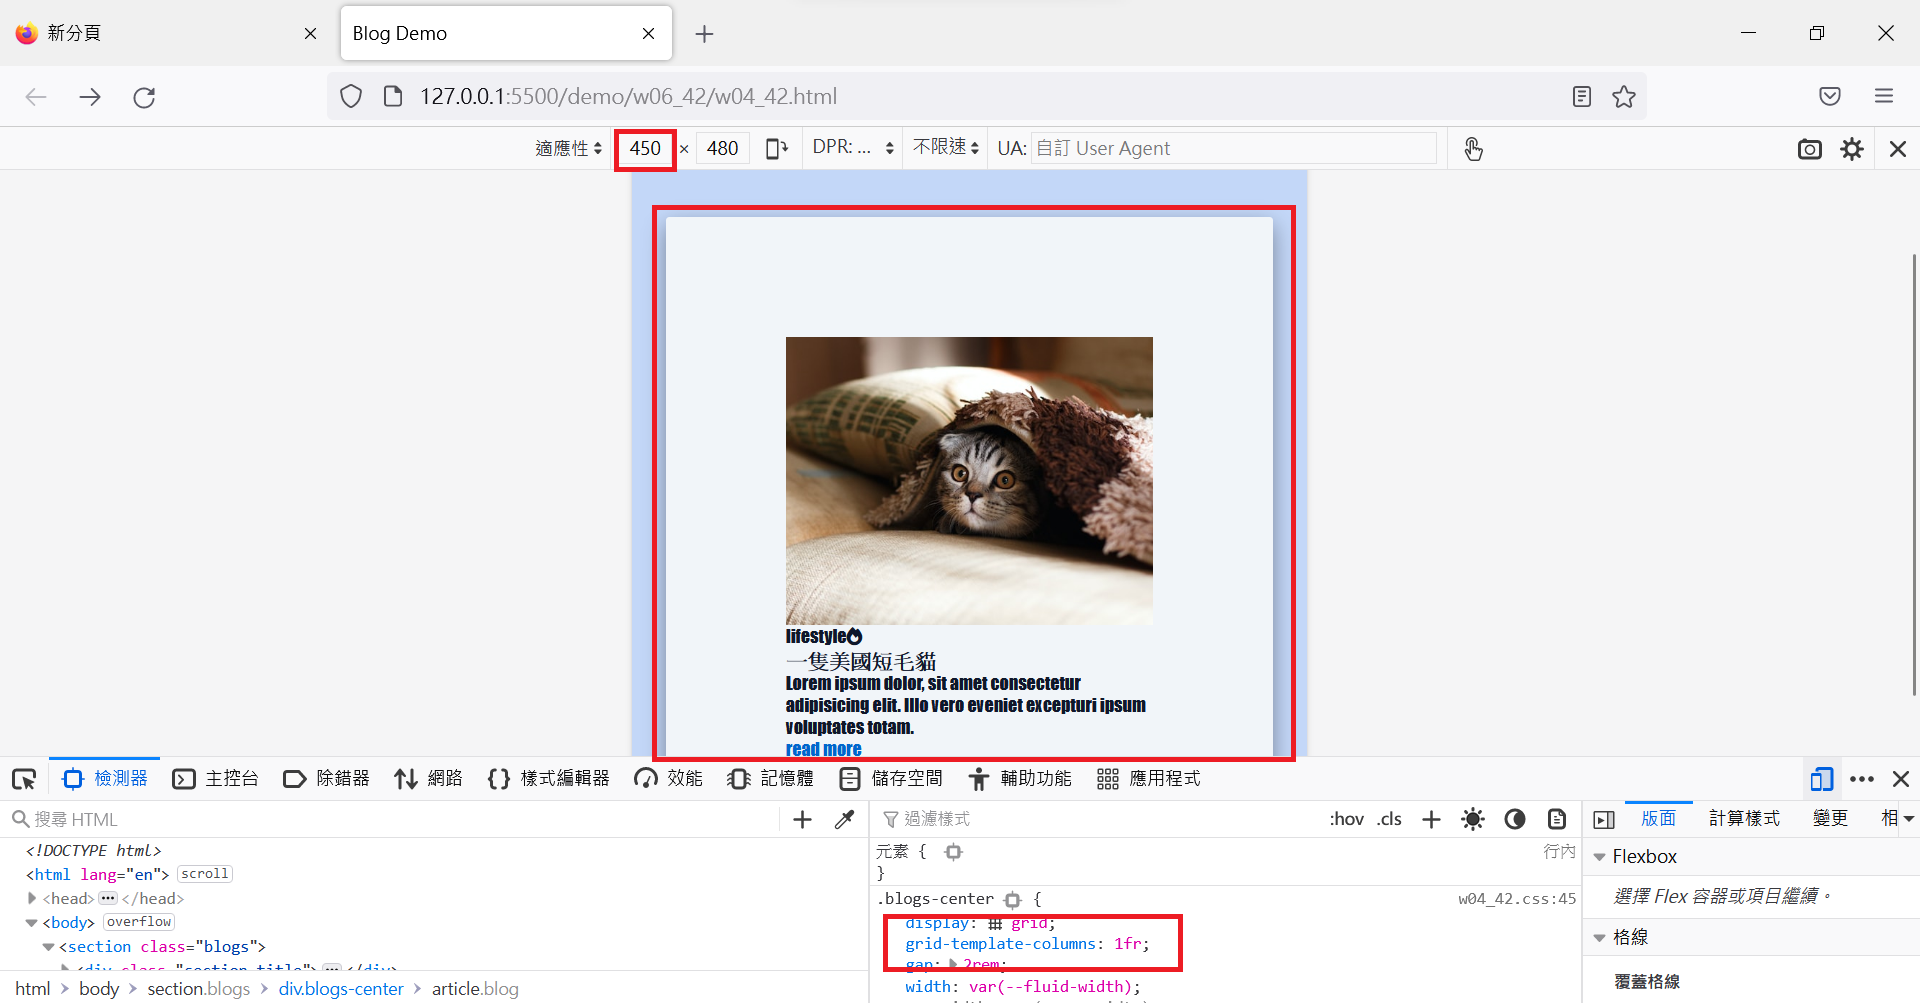 新分頁
Blog Demo
127.0.0.1:5500/demo/w06_42/w04_42.html
適應性 450 × 480 DPR: ... 不限速 UA: 自訂 User Agent
lifestyle
一隻美國短毛貓
Lorem ipsum dolor, sit amet consectetur
adipisicing elit. Illo vero eveniet excepturi ipsum
voluptates totam.
read more
檢測器 主控台 除錯器 網路 樣式編輯器 效能 記憶體 儲存空間 輔助功能 應用程式
搜尋 HTML
<!DOCTYPE html>
<html lang="en"> scroll
<head> ••• </head>
<body> overflow
<section class="blogs">
<div class="section-title"> ••• </div>
html > body > section.blogs > div.blogs-center > article.blog
過濾樣式 :hov .cls
元素 { 行內
}
.blogs-center { w04_42.css:45
display: grid;
grid-template-columns: 1fr;
gap: 2rem;
width: var(--fluid-width);
版面 計算樣式 變更 相
Flexbox
選擇 Flex 容器或項目繼續。
格線
覆蓋格線